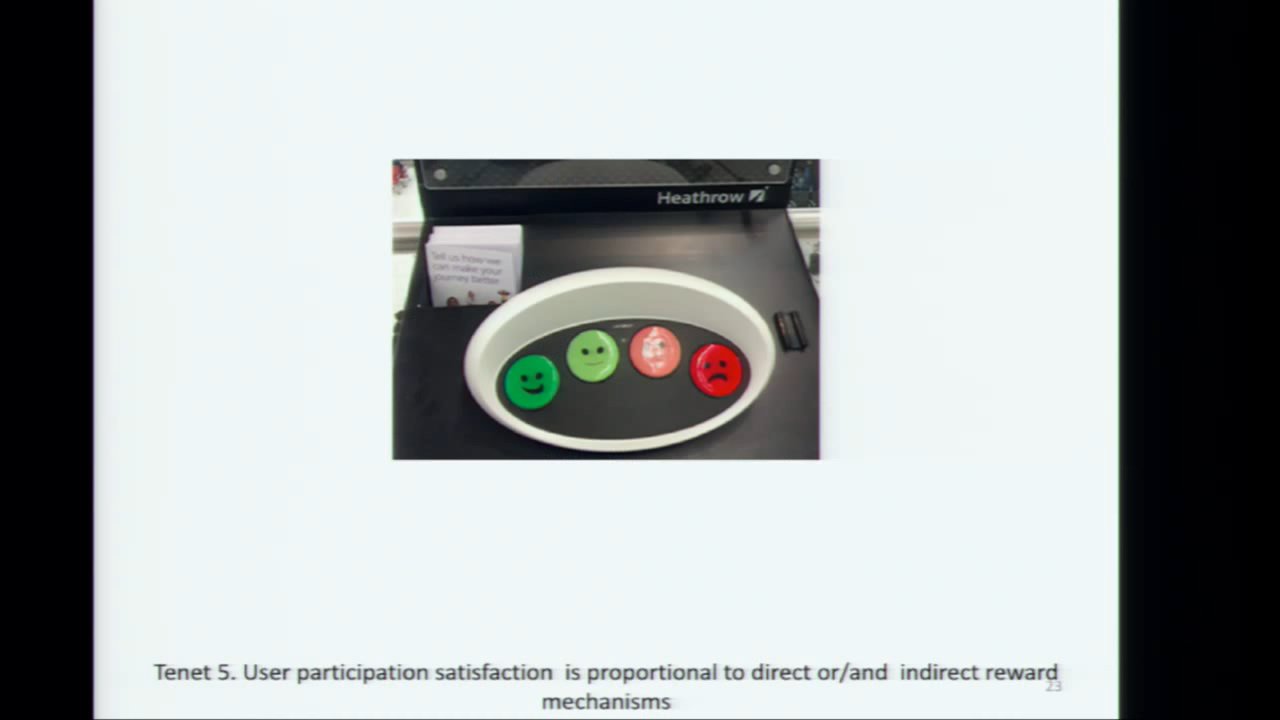 Heathrow
Tell us how we
can make your
journey better
Tenet 5. User participation satisfaction is proportional to direct or/and indirect reward
23
mechanisms